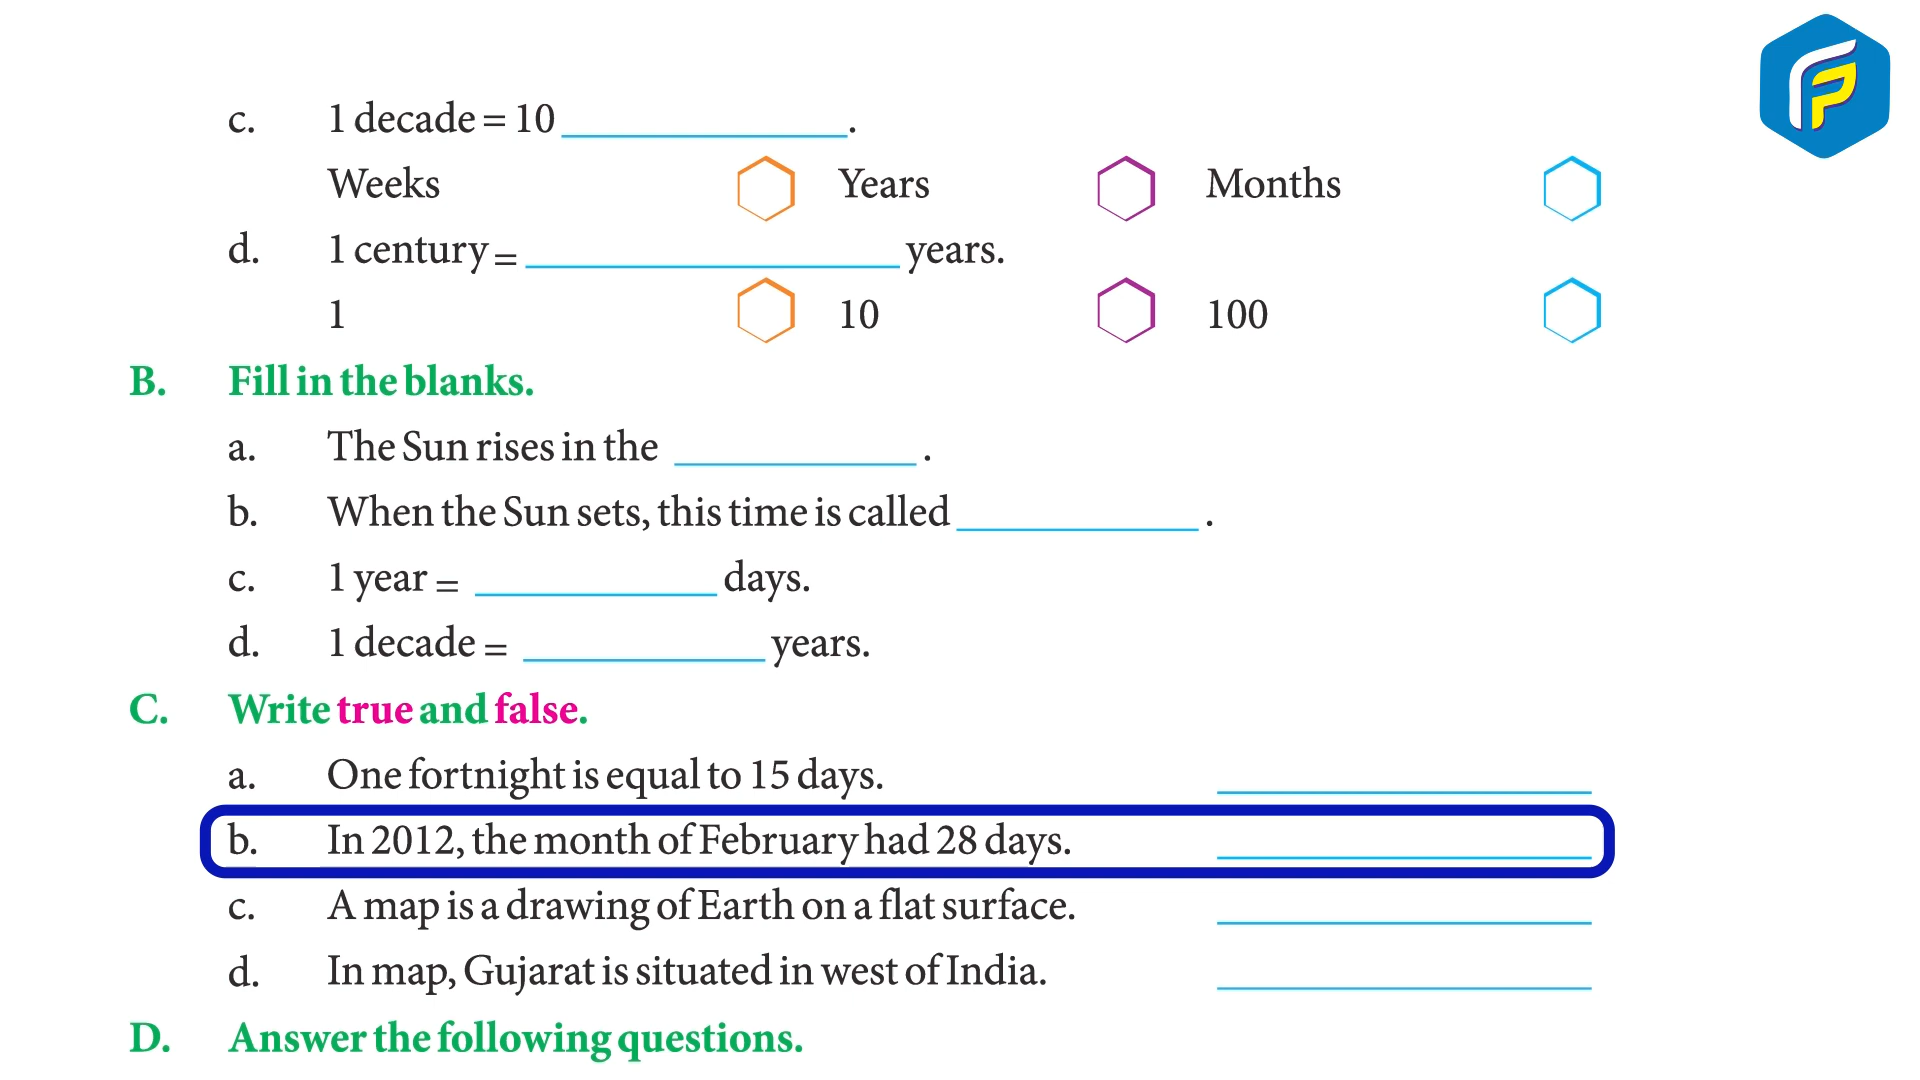 c. 1 decade = 10 ______________.
Weeks Years Months
d. 1 century = __________________ years.
1 10 100
B. Fill in the blanks.
a. The Sun rises in the ____________ .
b. When the Sun sets, this time is called ____________ .
c. 1 year = ____________ days.
d. 1 decade = ____________ years.
C. Write true and false.
a. One fortnight is equal to 15 days. __________________
b. In 2012, the month of February had 28 days. __________________
c. A map is a drawing of Earth on a flat surface. __________________
d. In map, Gujarat is situated in west of India. __________________
D. Answer the following questions.